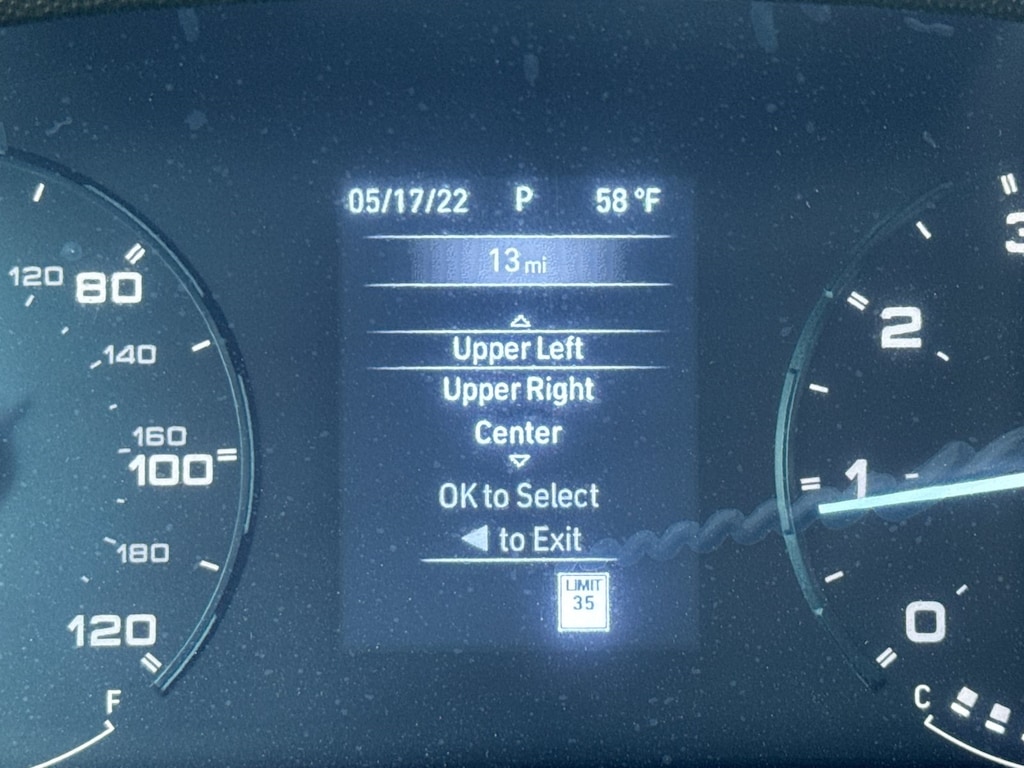 05/17/22 P 58 °F
13 mi
Upper Left
Upper Right
Center
OK to Select
◀ to Exit
LIMIT
35
120 80
140
160
100
180
120
F
3
2
1
0
C